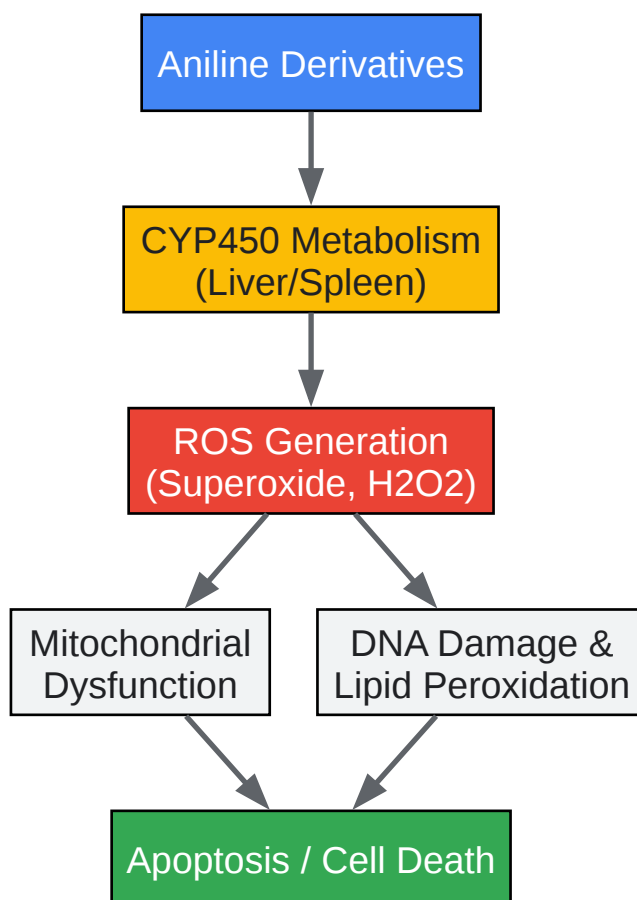 Aniline Derivatives
CYP450 Metabolism
(Liver/Spleen)
ROS Generation
(Superoxide, H2O2)
Mitochondrial
Dysfunction
DNA Damage &
Lipid Peroxidation
Apoptosis / Cell Death